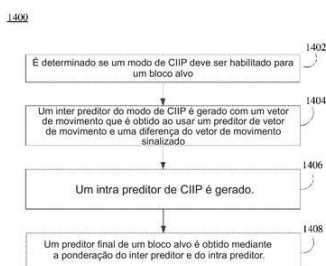 1400
1402
É determinado se um modo de CIIP deve ser habilitado para
um bloco alvo
1404
Um inter preditor do modo de CIIP é gerado com um vetor
de movimento que é obtido ao usar um preditor de vetor
de movimento e uma diferença do vetor de movimento
sinalizado
1406
Um intra preditor de CIIP é gerado.
1408
Um preditor final de um bloco alvo é obtido mediante
a ponderação do inter preditor e do intra preditor.